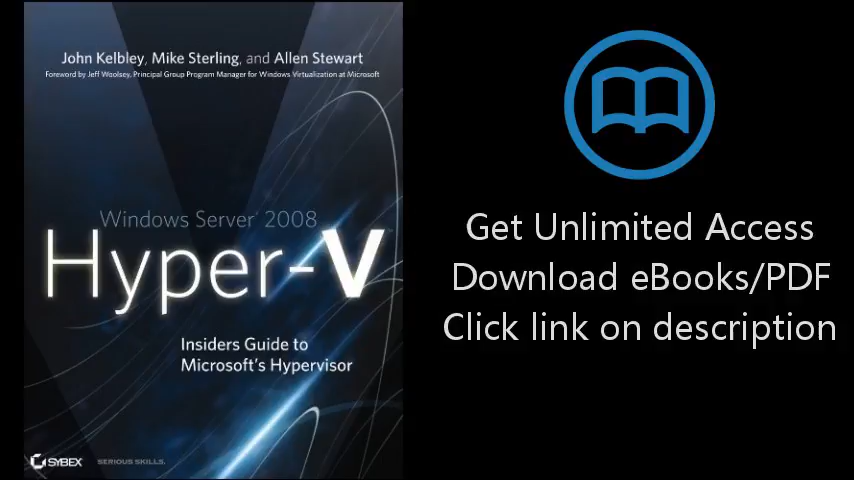 John Kelbley, Mike Sterling, and Allen Stewart
Foreword by Jeff Woolsey, Principal Group Program Manager for Windows Virtualization at Microsoft
Windows Server® 2008
Hyper-V
Insiders Guide to
Microsoft's Hypervisor
SYBEX
SERIOUS SKILLS.
Get Unlimited Access
Download eBooks/PDF
Click link on description